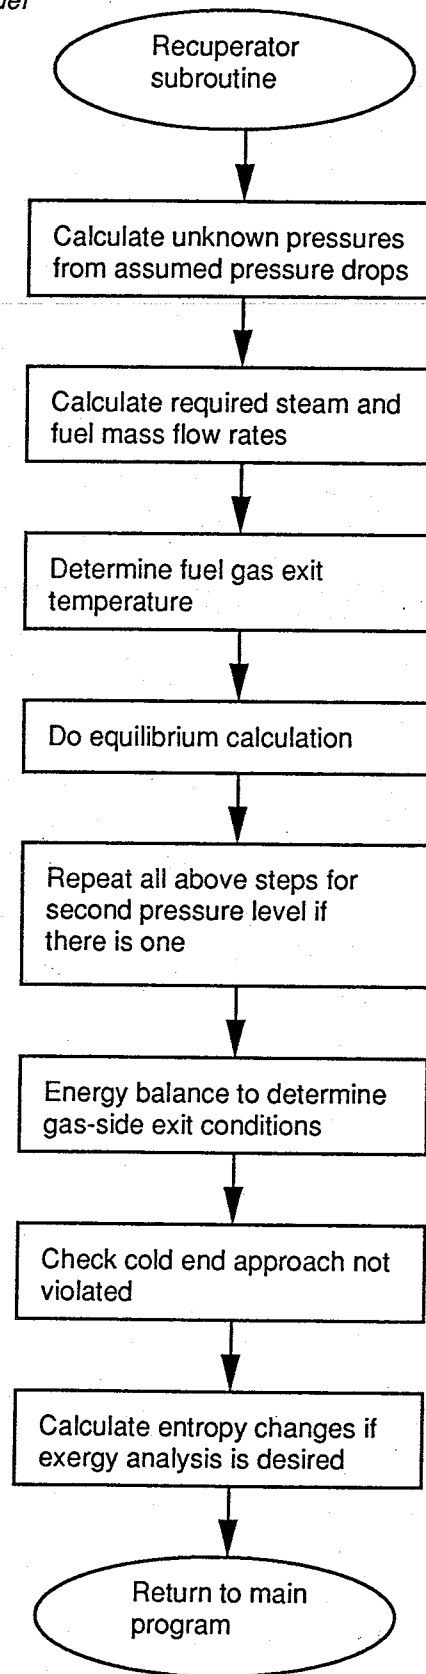 Recuperator
subroutine
Calculate unknown pressures
from assumed pressure drops
Calculate required steam and
fuel mass flow rates
Determine fuel gas exit
temperature
Do equilibrium calculation
Repeat all above steps for
second pressure level if
there is one
Energy balance to determine
gas-side exit conditions
Check cold end approach not
violated
Calculate entropy changes if
exergy analysis is desired
Return to main
program